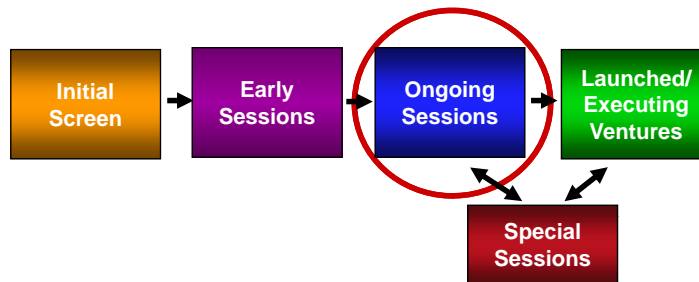 Initial
Screen
Early
Sessions
Ongoing
Sessions
Launched/
Executing
Ventures
Special
Sessions